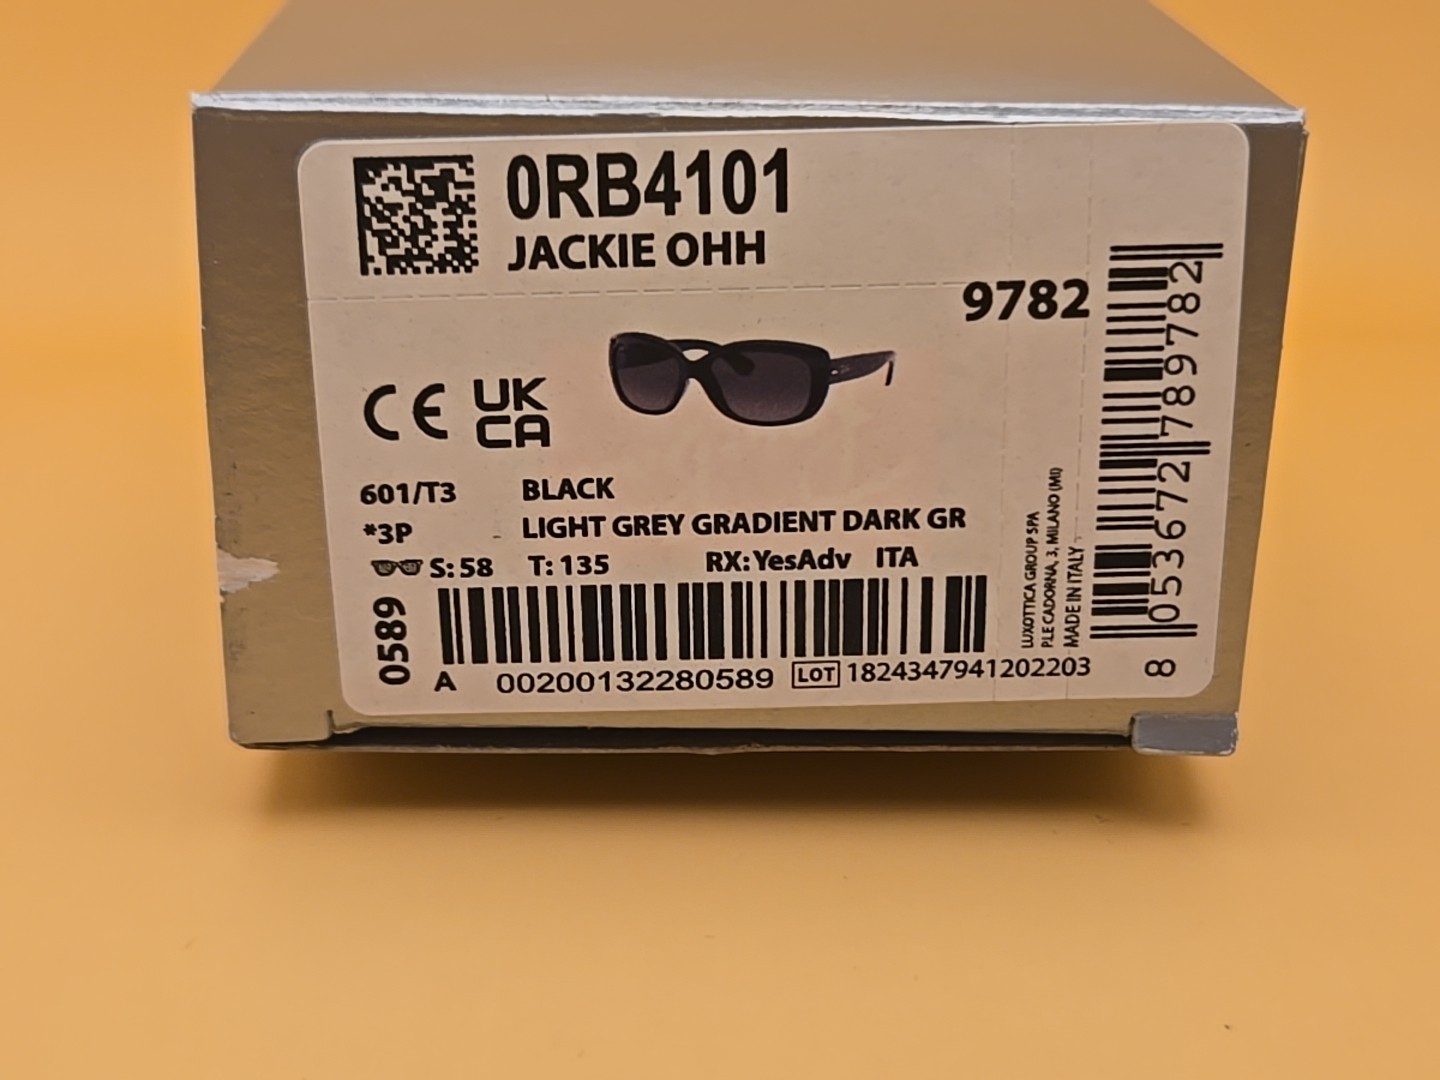 0RB4101
JACKIE OHH
9782
CE UK
CA
601/T3 BLACK
*3P LIGHT GREY GRADIENT DARK GR
S: 58 T: 135 RX: YesAdv ITA
0589
A 00200132280589 LOT 1824347941202203
LUXOTTICA GROUP SPA
P.LE CADORNA, 3, MILANO (MI)
MADE IN ITALY
8 053672 789782